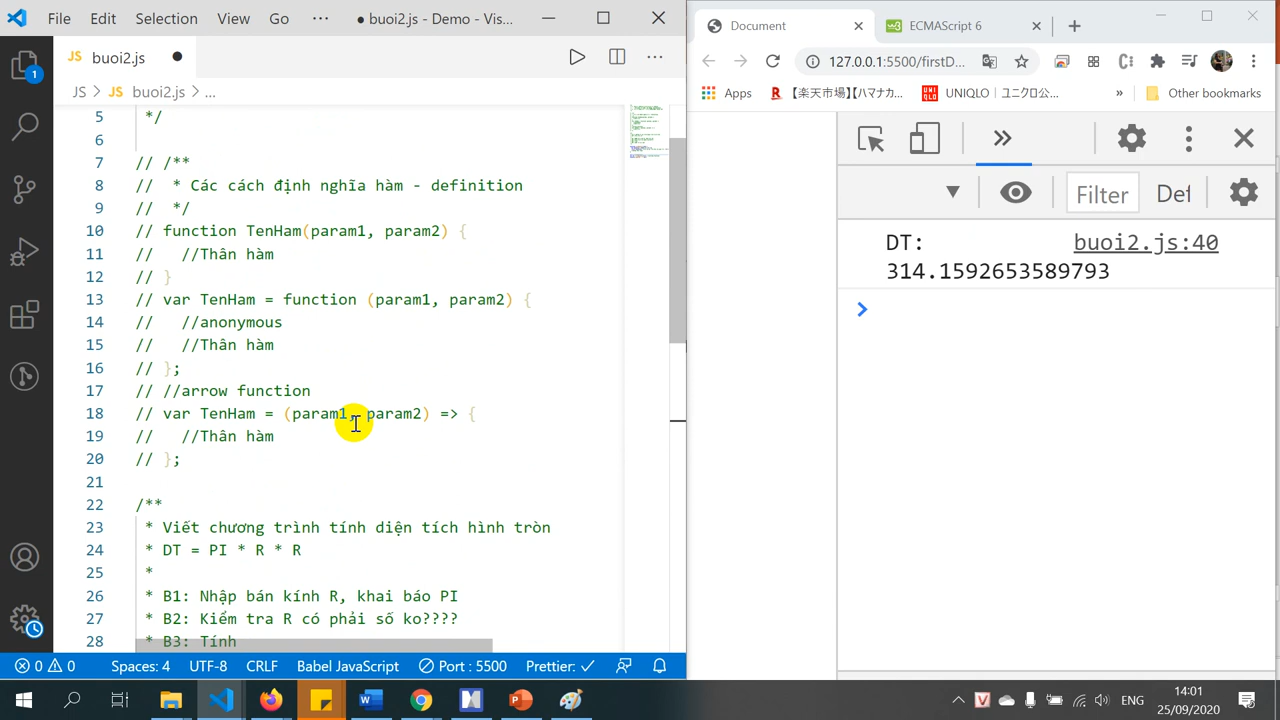 File Edit Selection View Go ··· ● buoi2.js - Demo - Vis...
JS buoi2.js ●
JS > JS buoi2.js > ...
5 */
6
7 // /**
8 // * Các cách định nghĩa hàm - definition
9 // */
10 // function TenHam(param1, param2) {
11 // //Thân hàm
12 // }
13 // var TenHam = function (param1, param2) {
14 // //anonymous
15 // //Thân hàm
16 // };
17 // //arrow function
18 // var TenHam = (param1, param2) => {
19 // //Thân hàm
20 // };
21
22 /**
23 * Viết chương trình tính diện tích hình tròn
24 * DT = PI * R * R
25 *
26 * B1: Nhập bán kính R, khai báo PI
27 * B2: Kiểm tra R có phải số ko????
28 * B3: Tính
1
0 0 Spaces: 4 UTF-8 CRLF Babel JavaScript Port : 5500 Prettier: ✓
Document ECMAScript 6
127.0.0.1:5500/firstD...
Apps 【楽天市場】【ハマナカ... UNIQLO | ユニクロ公... » Other bookmarks
Filter Def
DT: buoi2.js:40
314.1592653589793
ENG 14:01
25/09/2020